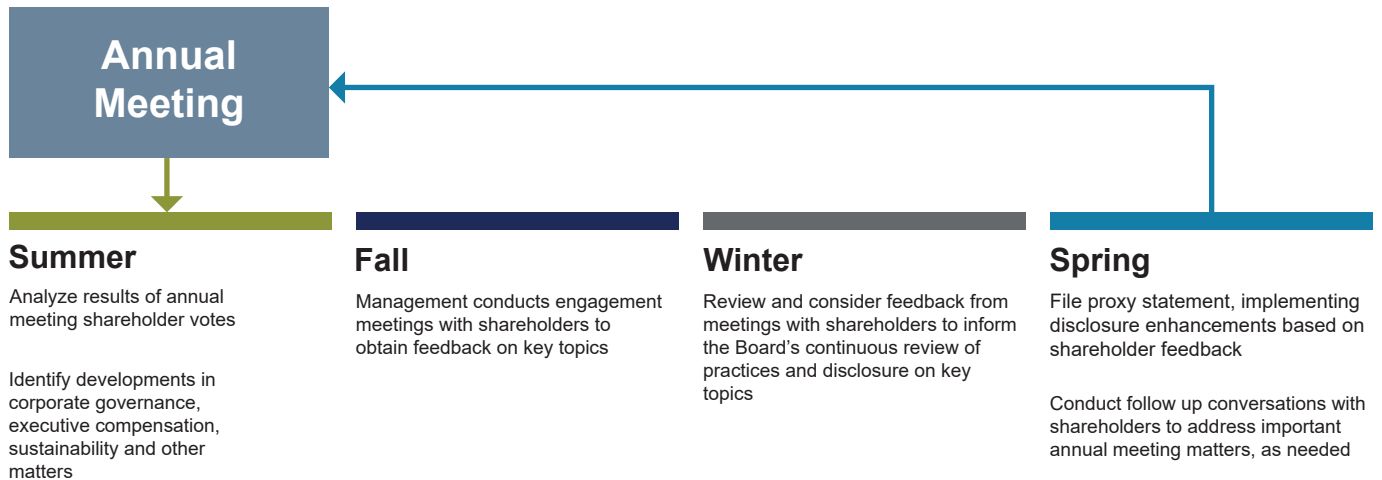 Annual
Meeting
Summer
Analyze results of annual
meeting shareholder votes
Identify developments in
corporate governance,
executive compensation,
sustainability and other
matters
Fall
Management conducts engagement
meetings with shareholders to
obtain feedback on key topics
Winter
Review and consider feedback from
meetings with shareholders to inform
the Board’s continuous review of
practices and disclosure on key
topics
Spring
File proxy statement, implementing
disclosure enhancements based on
shareholder feedback
Conduct follow up conversations with
shareholders to address important
annual meeting matters, as needed